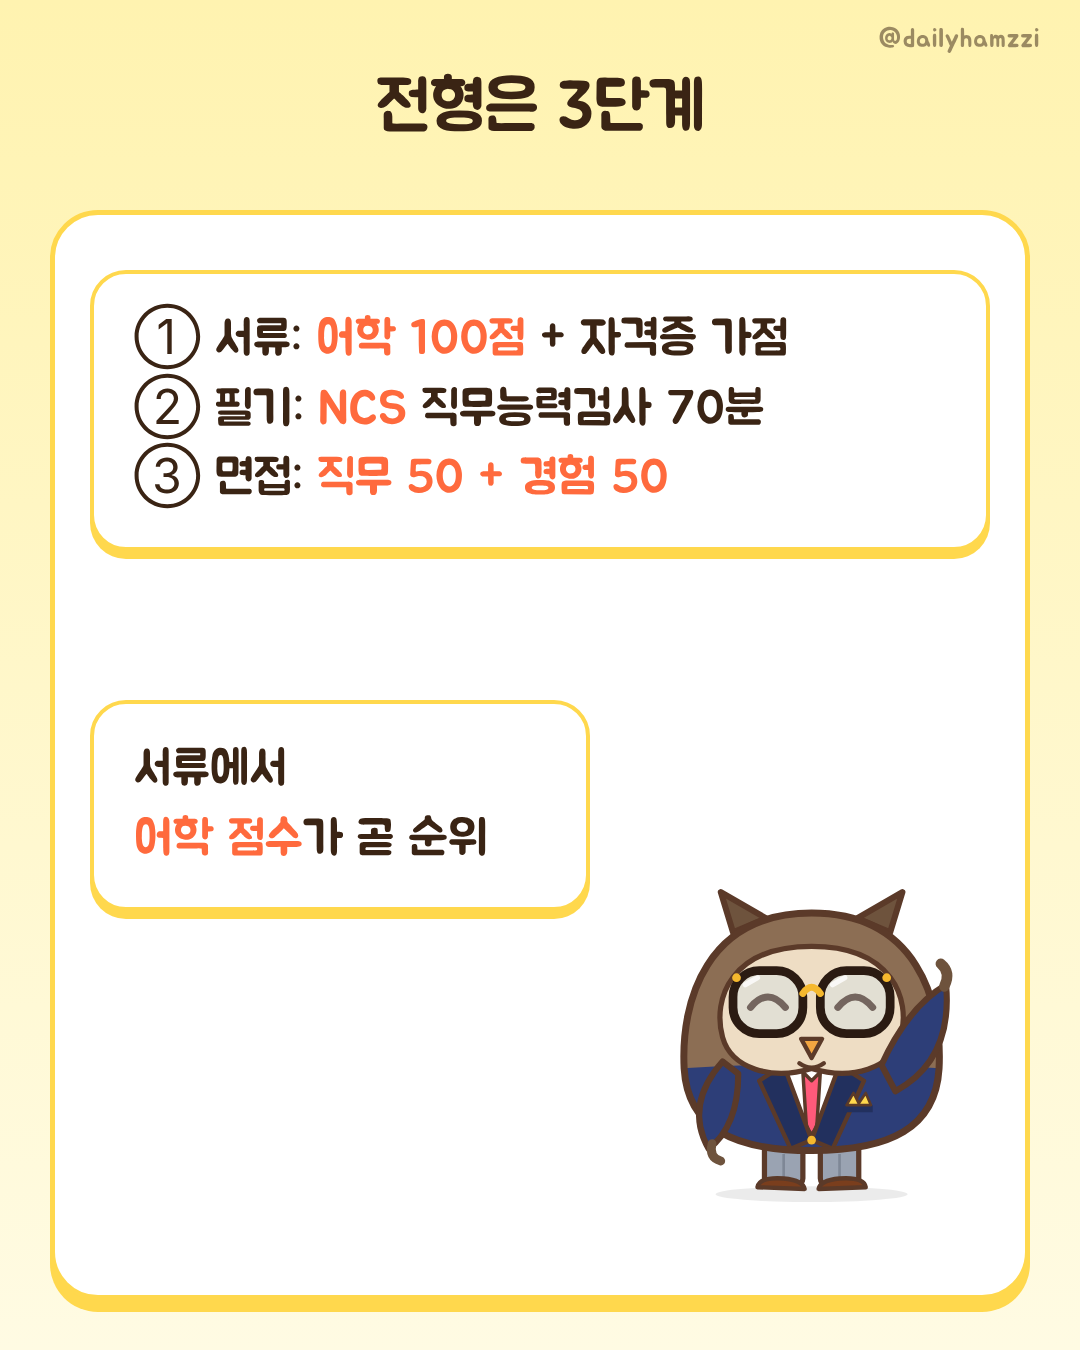 @dailyhamzzi
전형은 3단계
① 서류: 어학 100점 + 자격증 가점
② 필기: NCS 직무능력검사 70분
③ 면접: 직무 50 + 경험 50
서류에서
어학 점수가 곧 순위